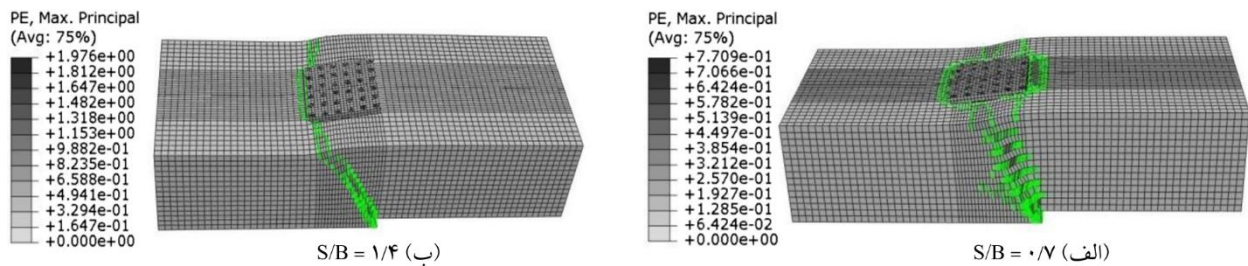 PE, Max. Principal
(Avg: 75%)
+1.976e+00
+1.812e+00
+1.647e+00
+1.482e+00
+1.318e+00
+1.153e+00
+9.882e-01
+8.235e-01
+6.588e-01
+4.941e-01
+3.294e-01
+1.647e-01
+0.000e+00
(ب) S/B = ۱/۴
PE, Max. Principal
(Avg: 75%)
+7.709e-01
+7.066e-01
+6.424e-01
+5.782e-01
+5.139e-01
+4.497e-01
+3.854e-01
+3.212e-01
+2.570e-01
+1.927e-01
+1.285e-01
+6.424e-02
+0.000e+00
(الف) S/B = ۰/۷